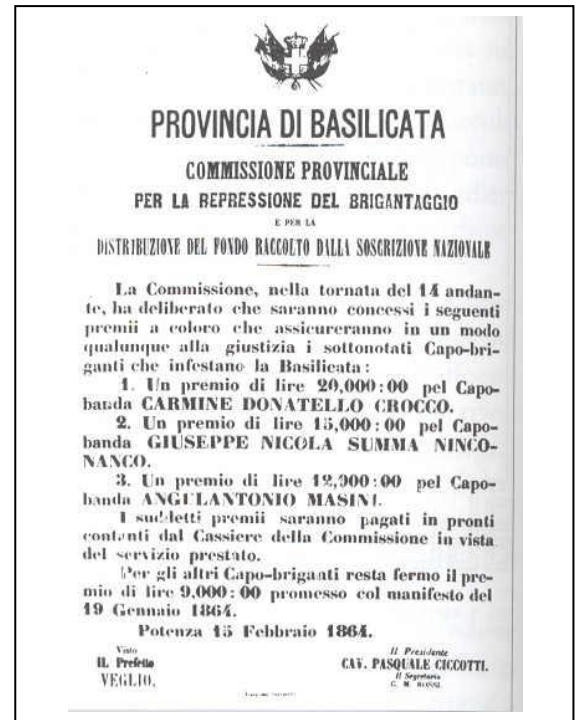 PROVINCIA DI BASILICATA
COMMISSIONE PROVINCIALE
PER LA REPRESSIONE DEL BRIGANTAGGIO
E PER LA
DISTRIBUZIONE DEL FONDO RACCOLTO DALLA SOSCRIZIONE NAZIONALE
La Commissione, nella tornata del 14 andan-
te, ha deliberato che saranno concessi i seguenti
premii a coloro che assicureranno in un modo
qualunque alla giustizia i sottonotati Capo-bri-
ganti che infestano la Basilicata:
1. Un premio di lire 20,000:00 pel Capo-
banda CARMINE DONATELLO CROCCO.
2. Un premio di lire 15,000:00 pel Capo-
banda GIUSEPPE NICOLA SUMMA NINCO-
NANCO.
3. Un premio di lire 12,000:00 pel Capo-
banda ANGELANTONIO MASINI.
I suddetti premii saranno pagati in pronti
contanti dal Cassiere della Commissione in vista
del servizio prestato.
Per gli altri Capo-briganti resta fermo il pre-
mio di lire 9,000:00 promesso col manifesto del
19 Gennaio 1864.
Potenza 15 Febbraio 1864.
Visto
IL Prefetto
VEGLIO.
Il Presidente
CAV. PASQUALE CICCOTTI.
Il Segretario